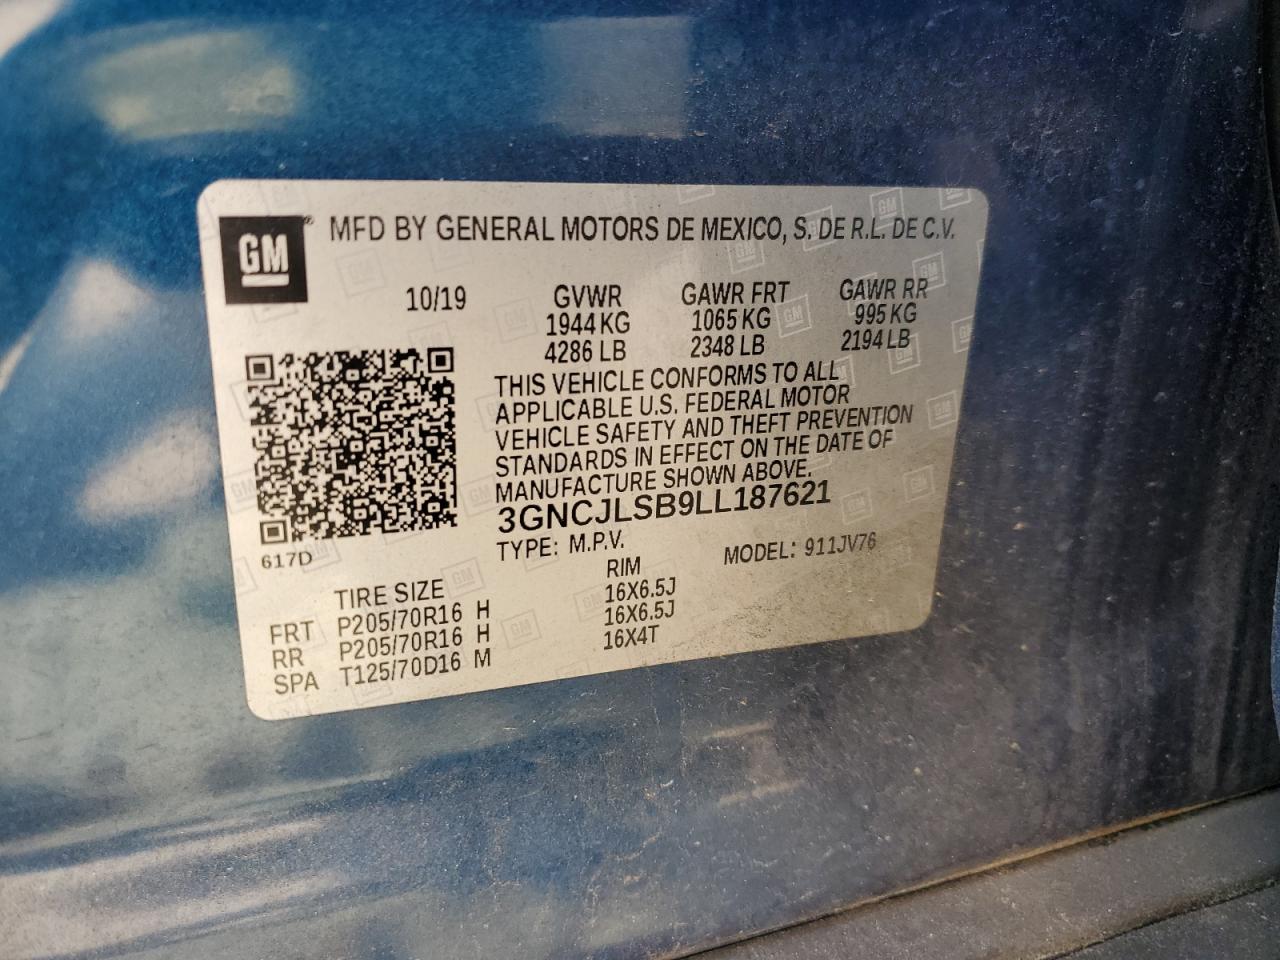 GM
MFD BY GENERAL MOTORS DE MEXICO, S. DE R.L. DE C.V.
10/19 GVWR GAWR FRT GAWR RR
1944 KG 1065 KG 995 KG
4286 LB 2348 LB 2194 LB
THIS VEHICLE CONFORMS TO ALL
APPLICABLE U.S. FEDERAL MOTOR
VEHICLE SAFETY AND THEFT PREVENTION
STANDARDS IN EFFECT ON THE DATE OF
MANUFACTURE SHOWN ABOVE.
3GNCJLSB9LL187621
TYPE: M.P.V. MODEL: 911JV76
617D
TIRE SIZE RIM
FRT P205/70R16 H 16X6.5J
RR P205/70R16 H 16X6.5J
SPA T125/70D16 M 16X4T